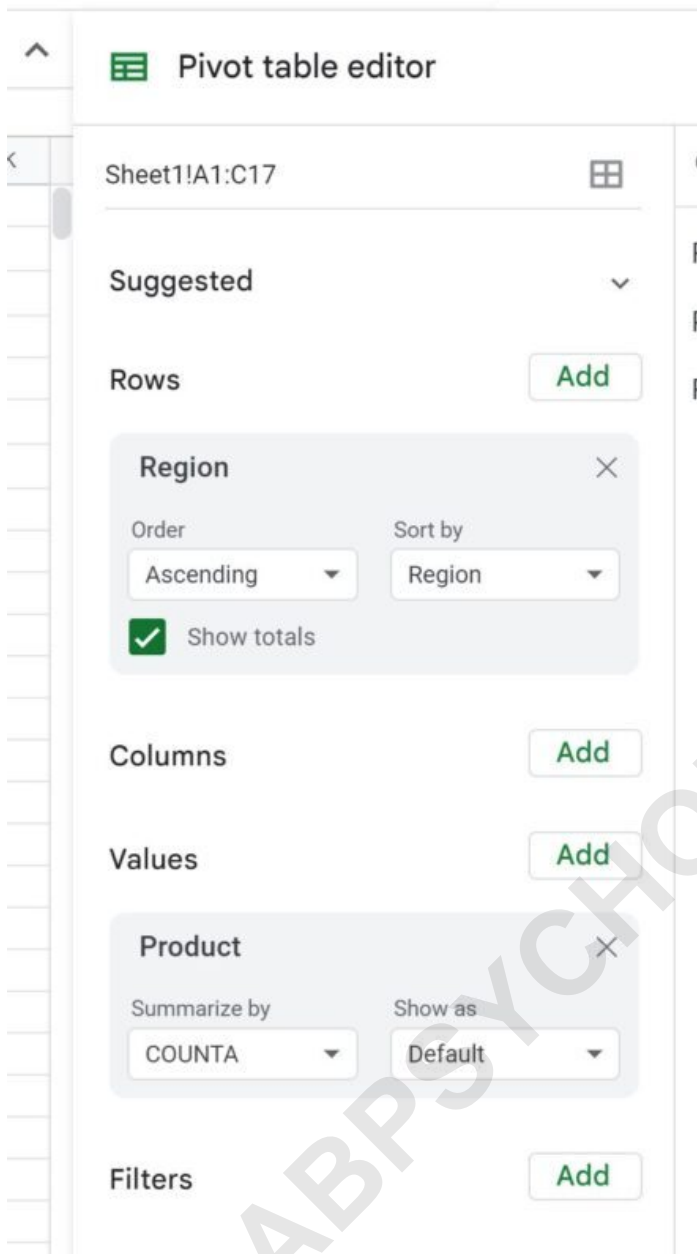 Pivot table editor
Sheet1!A1:C17
Suggested
Rows
Add
Region
Order
Sort by
Ascending
Region
Show totals
Columns
Add
Values
Add
Product
Summarize by
Show as
COUNTA
Default
Filters
Add